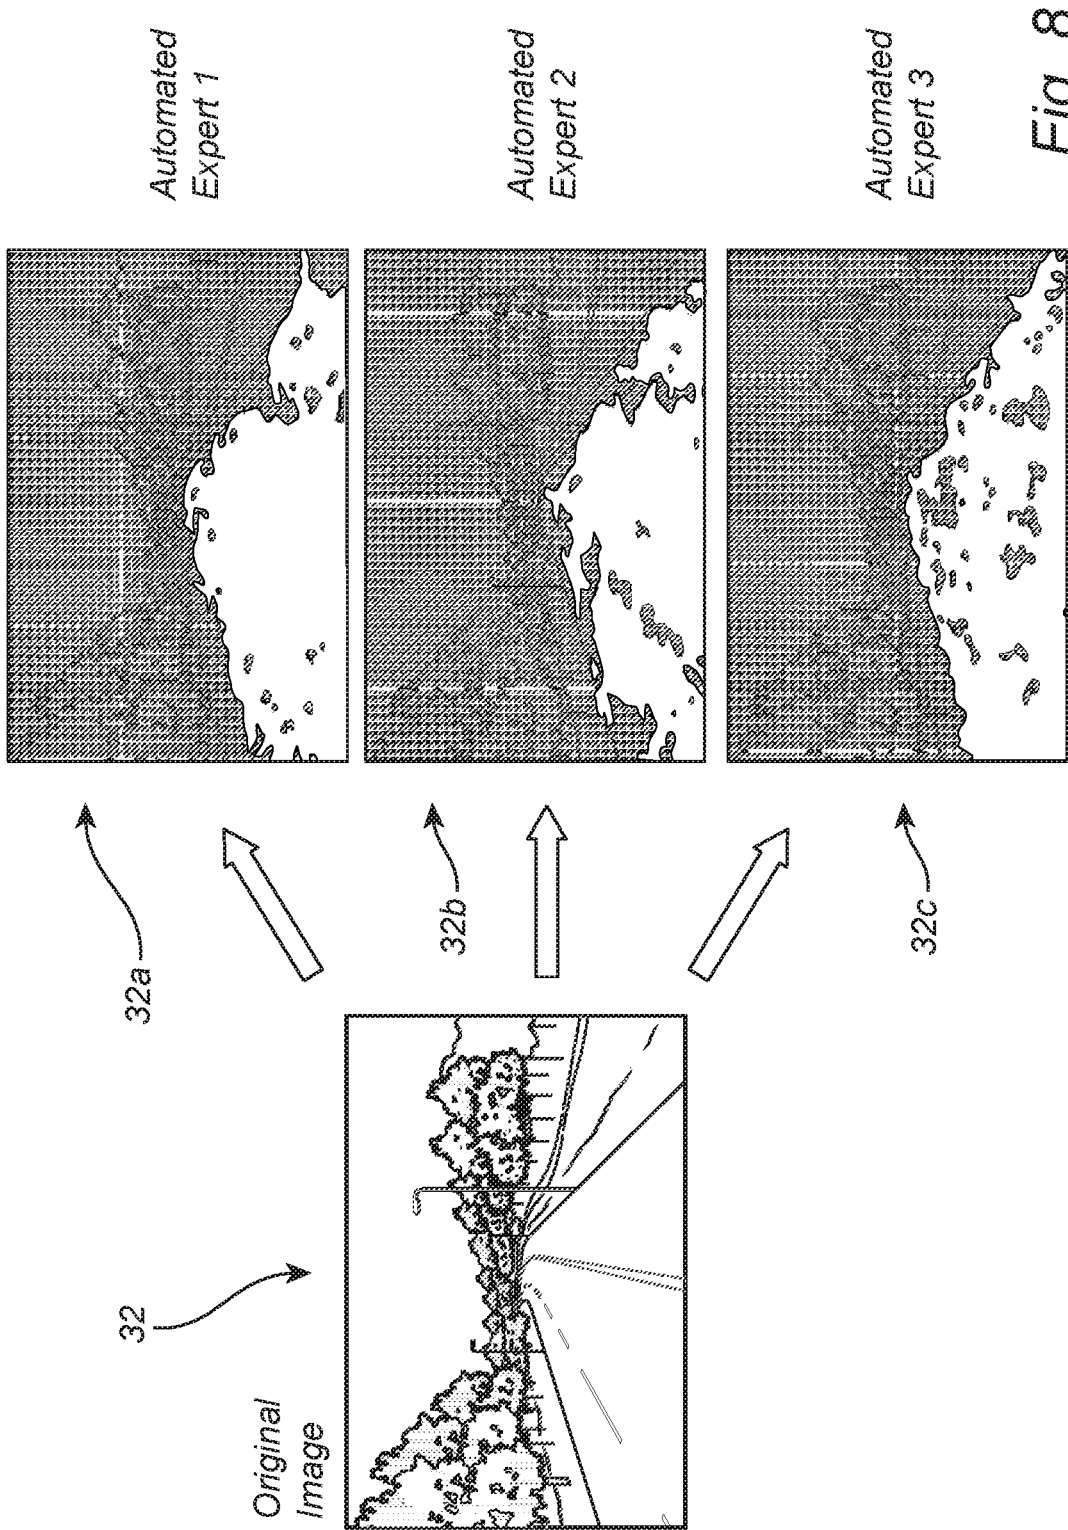 Original
Image
32
32a
32b
32c
Automated
Expert 1
Automated
Expert 2
Automated
Expert 3
Fig. 8